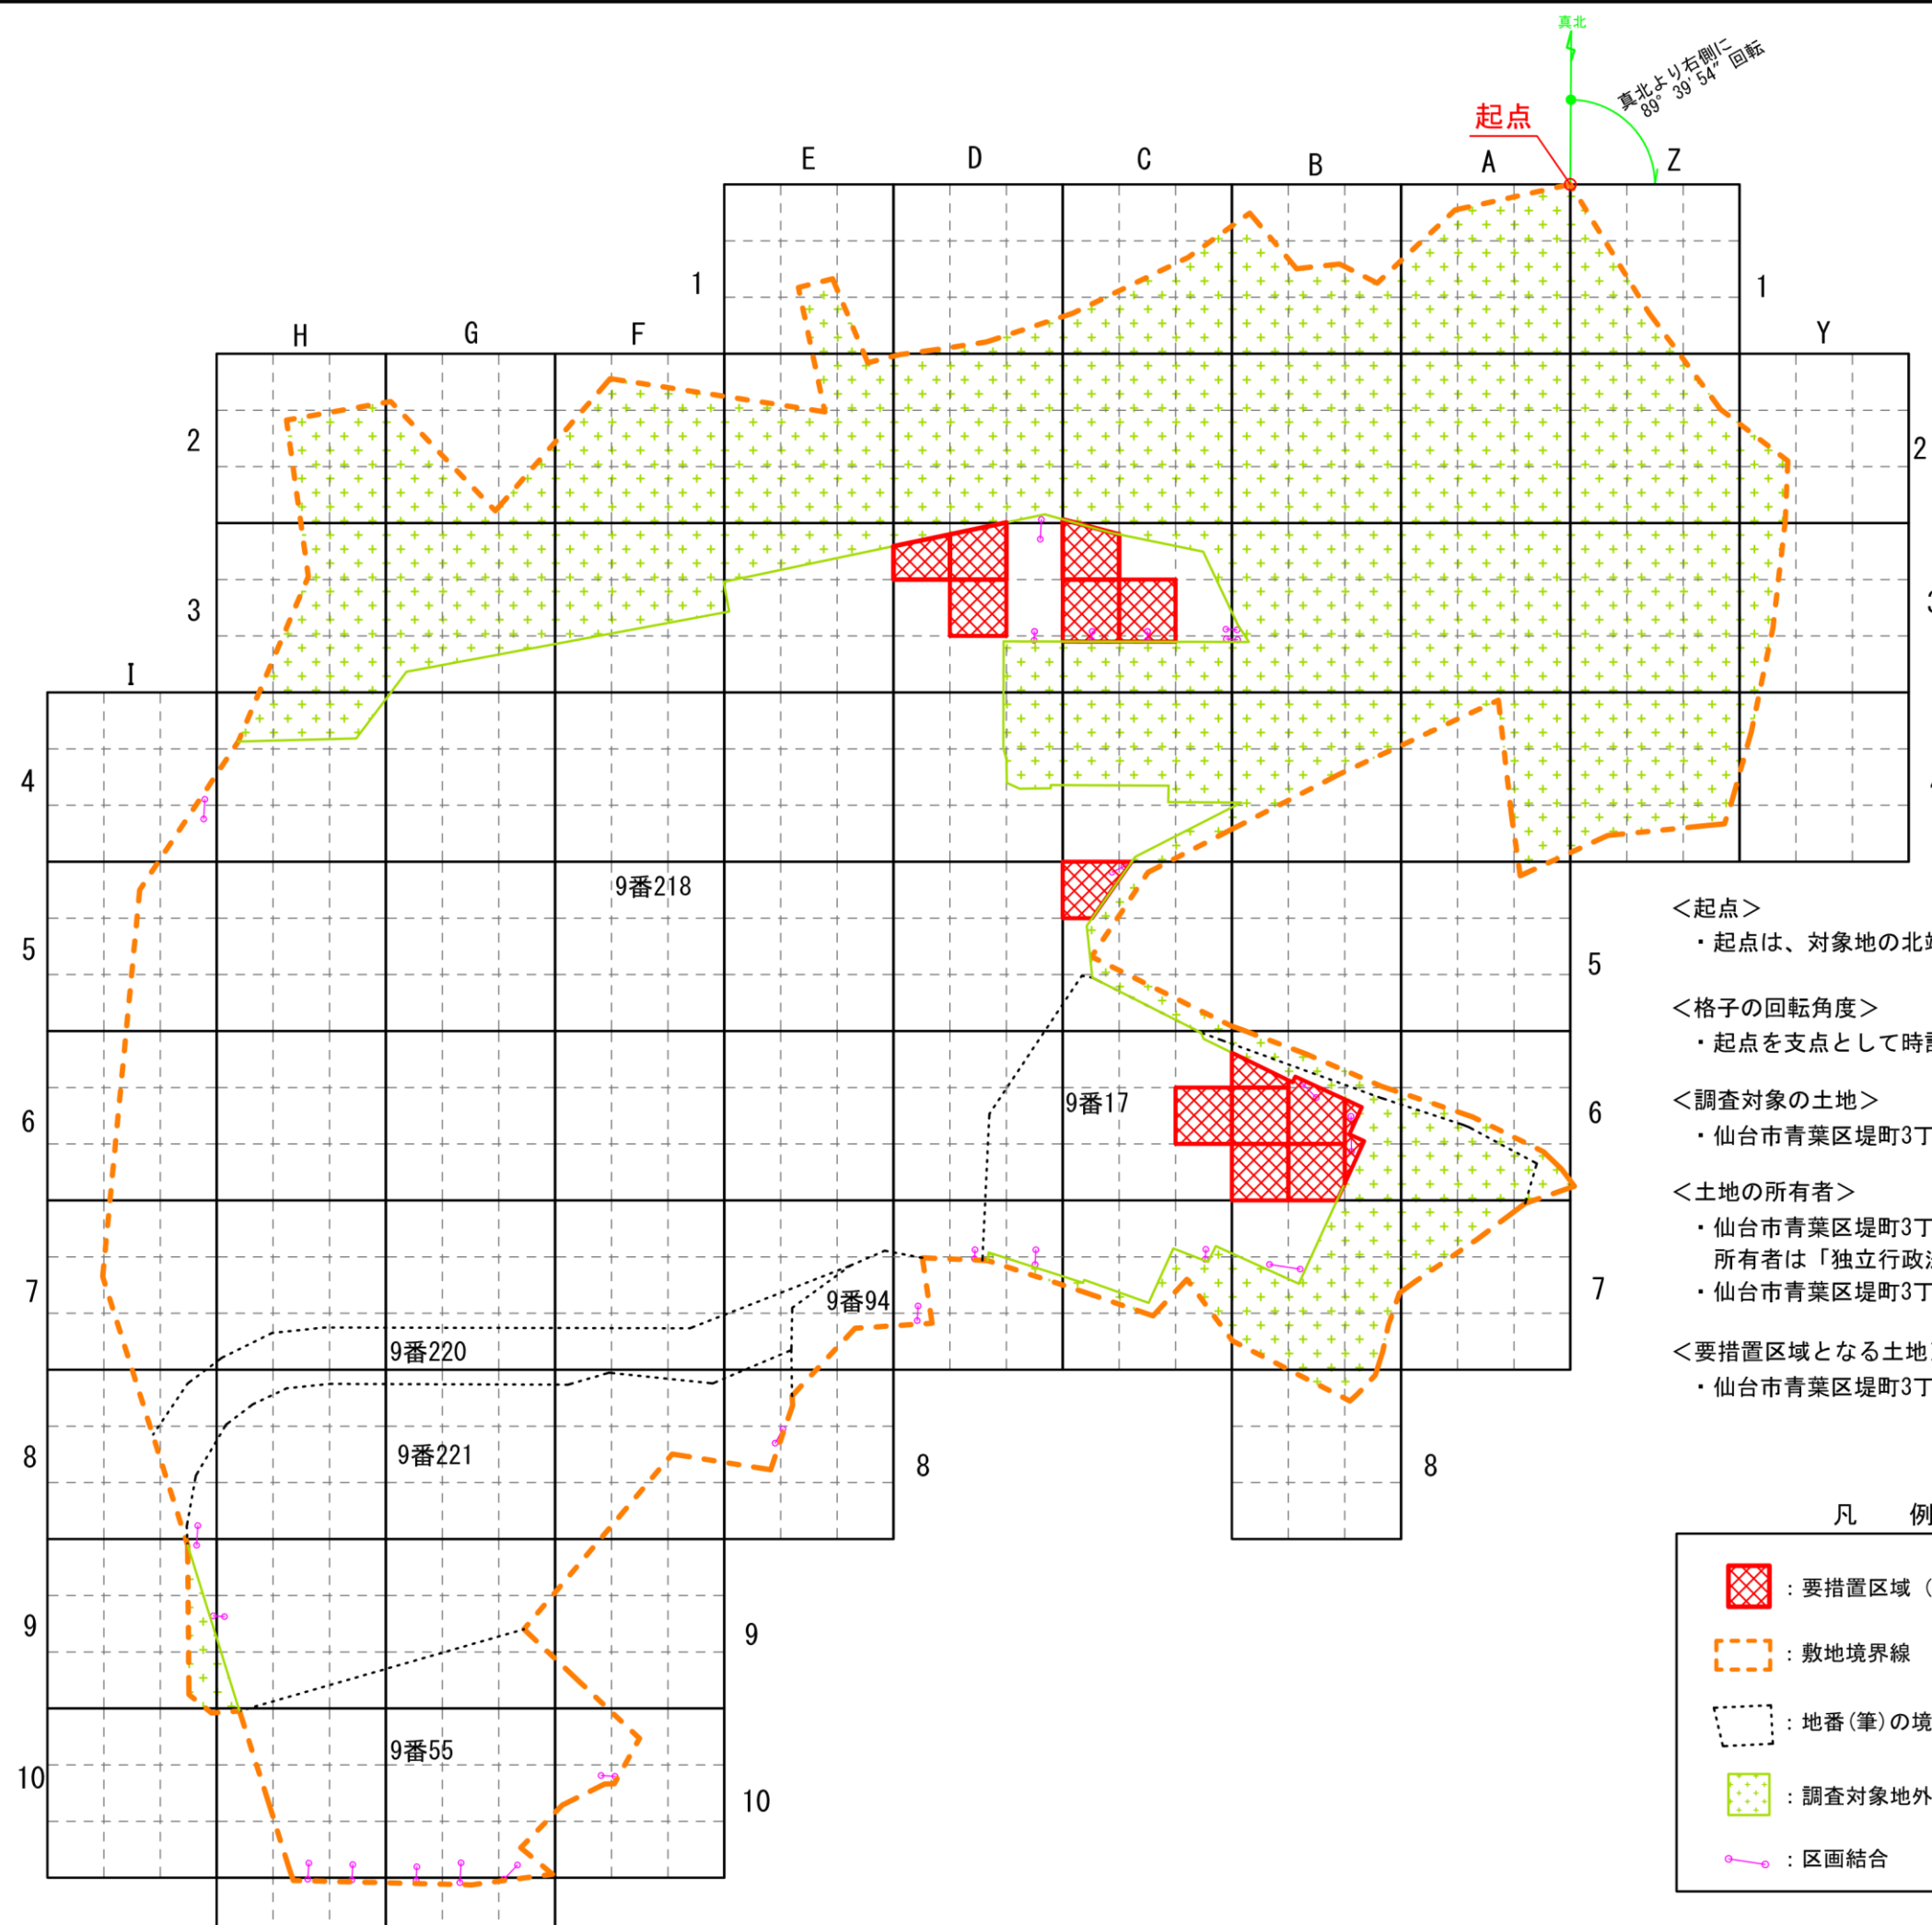 真北
真北より右側に
89° 39′ 54″ 回転
起点
E
D
C
B
A
Z
1
1
H
G
F
Y
2
2
3
I
4
9番218
5
5
9番17
6
6
7
7
9番94
9番220
8
8
8
9番221
9
9
9番55
10
10
＜起点＞
・起点は、対象地の北
＜格子の回転角度＞
・起点を支点として時
＜調査対象の土地＞
・仙台市青葉区堤町3丁
＜土地の所有者＞
・仙台市青葉区堤町3丁
所有者は「独立行政
・仙台市青葉区堤町3丁
＜要措置区域となる土地
・仙台市青葉区堤町3丁
凡 例
：要措置区域（
：敷地境界線
：地番(筆)の境
：調査対象地外
：区画結合